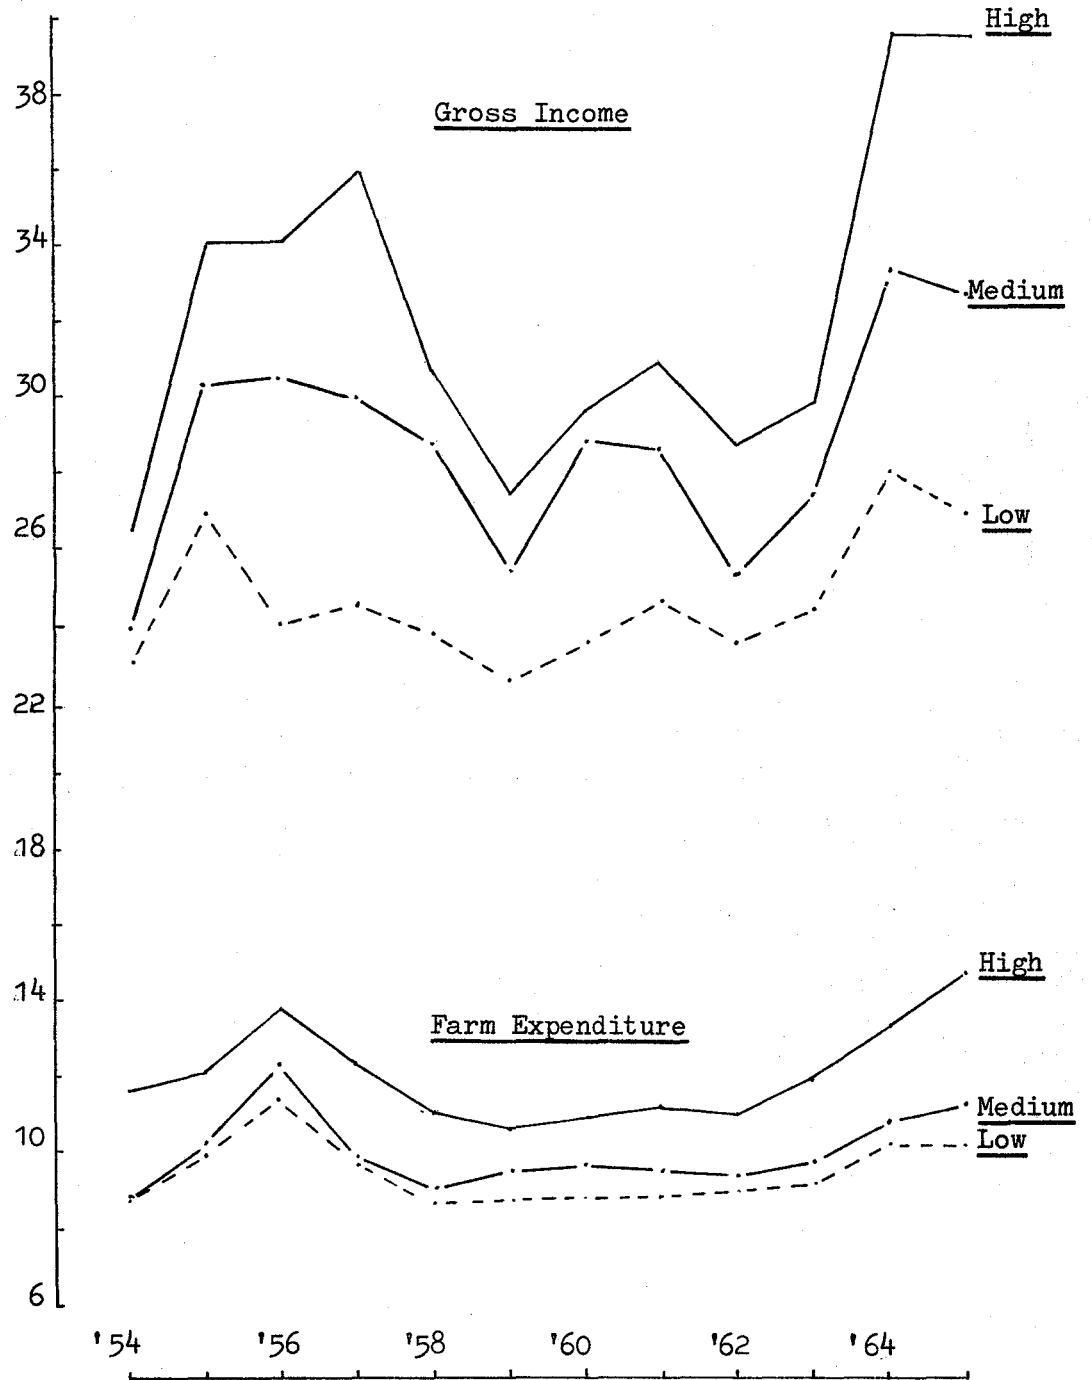 High
38
Gross Income
34
Medium
30
26
Low
22
18
14
High
Farm Expenditure
Medium
10
Low
6
'54 '56 '58 '60 '62 '64